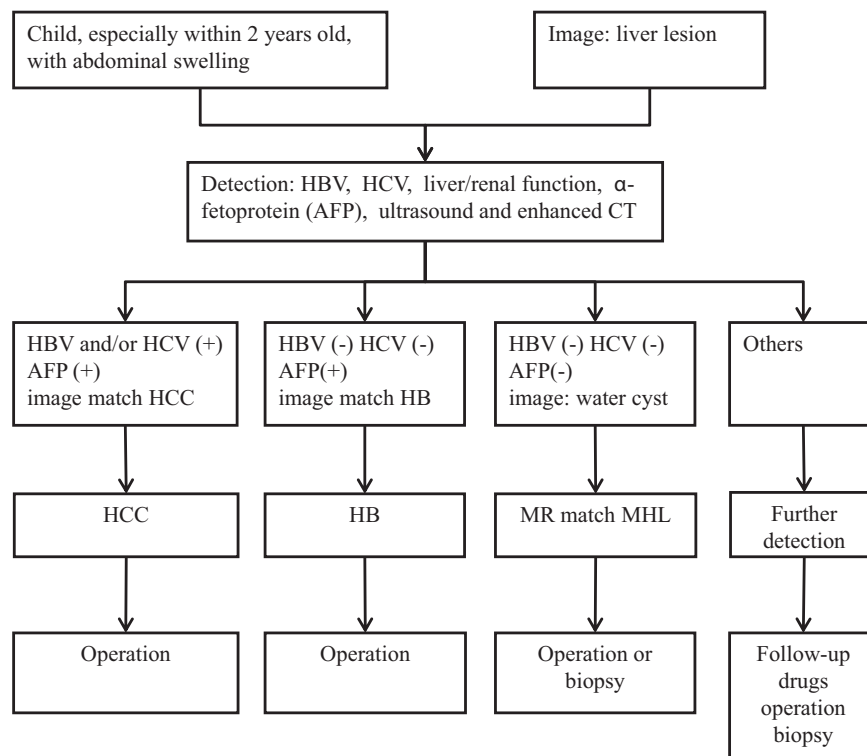 Child, especially within 2 years old,
with abdominal swelling
Image: liver lesion
Detection: HBV, HCV, liver/renal function, α-
fetoprotein (AFP), ultrasound and enhanced CT
HBV and/or HCV (+)
AFP (+)
image match HCC
HBV (-) HCV (-)
AFP(+)
image match HB
HBV (-) HCV (-)
AFP(-)
image: water cyst
Others
HCC
HB
MR match MHL
Further
detection
Operation
Operation
Operation or
biopsy
Follow-up
drugs
operation
biopsy